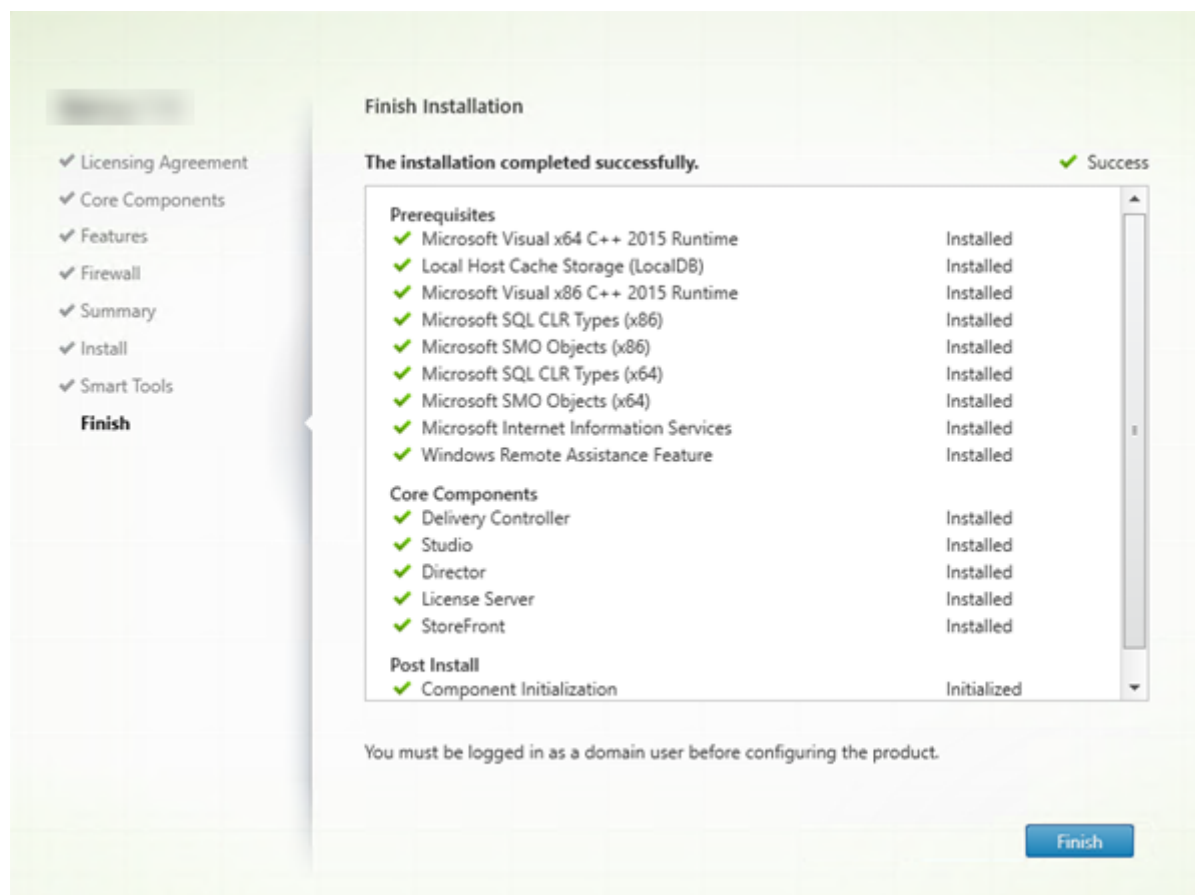 Finish Installation
Licensing Agreement
Core Components
Features
Firewall
Summary
Install
Smart Tools
Finish
The installation completed successfully. Success
Prerequisites
Microsoft Visual x64 C++ 2015 Runtime Installed
Local Host Cache Storage (LocalDB) Installed
Microsoft Visual x86 C++ 2015 Runtime Installed
Microsoft SQL CLR Types (x86) Installed
Microsoft SMO Objects (x86) Installed
Microsoft SQL CLR Types (x64) Installed
Microsoft SMO Objects (x64) Installed
Microsoft Internet Information Services Installed
Windows Remote Assistance Feature Installed
Core Components
Delivery Controller Installed
Studio Installed
Director Installed
License Server Installed
StoreFront Installed
Post Install
Component Initialization Initialized
You must be logged in as a domain user before configuring the product.
Finish